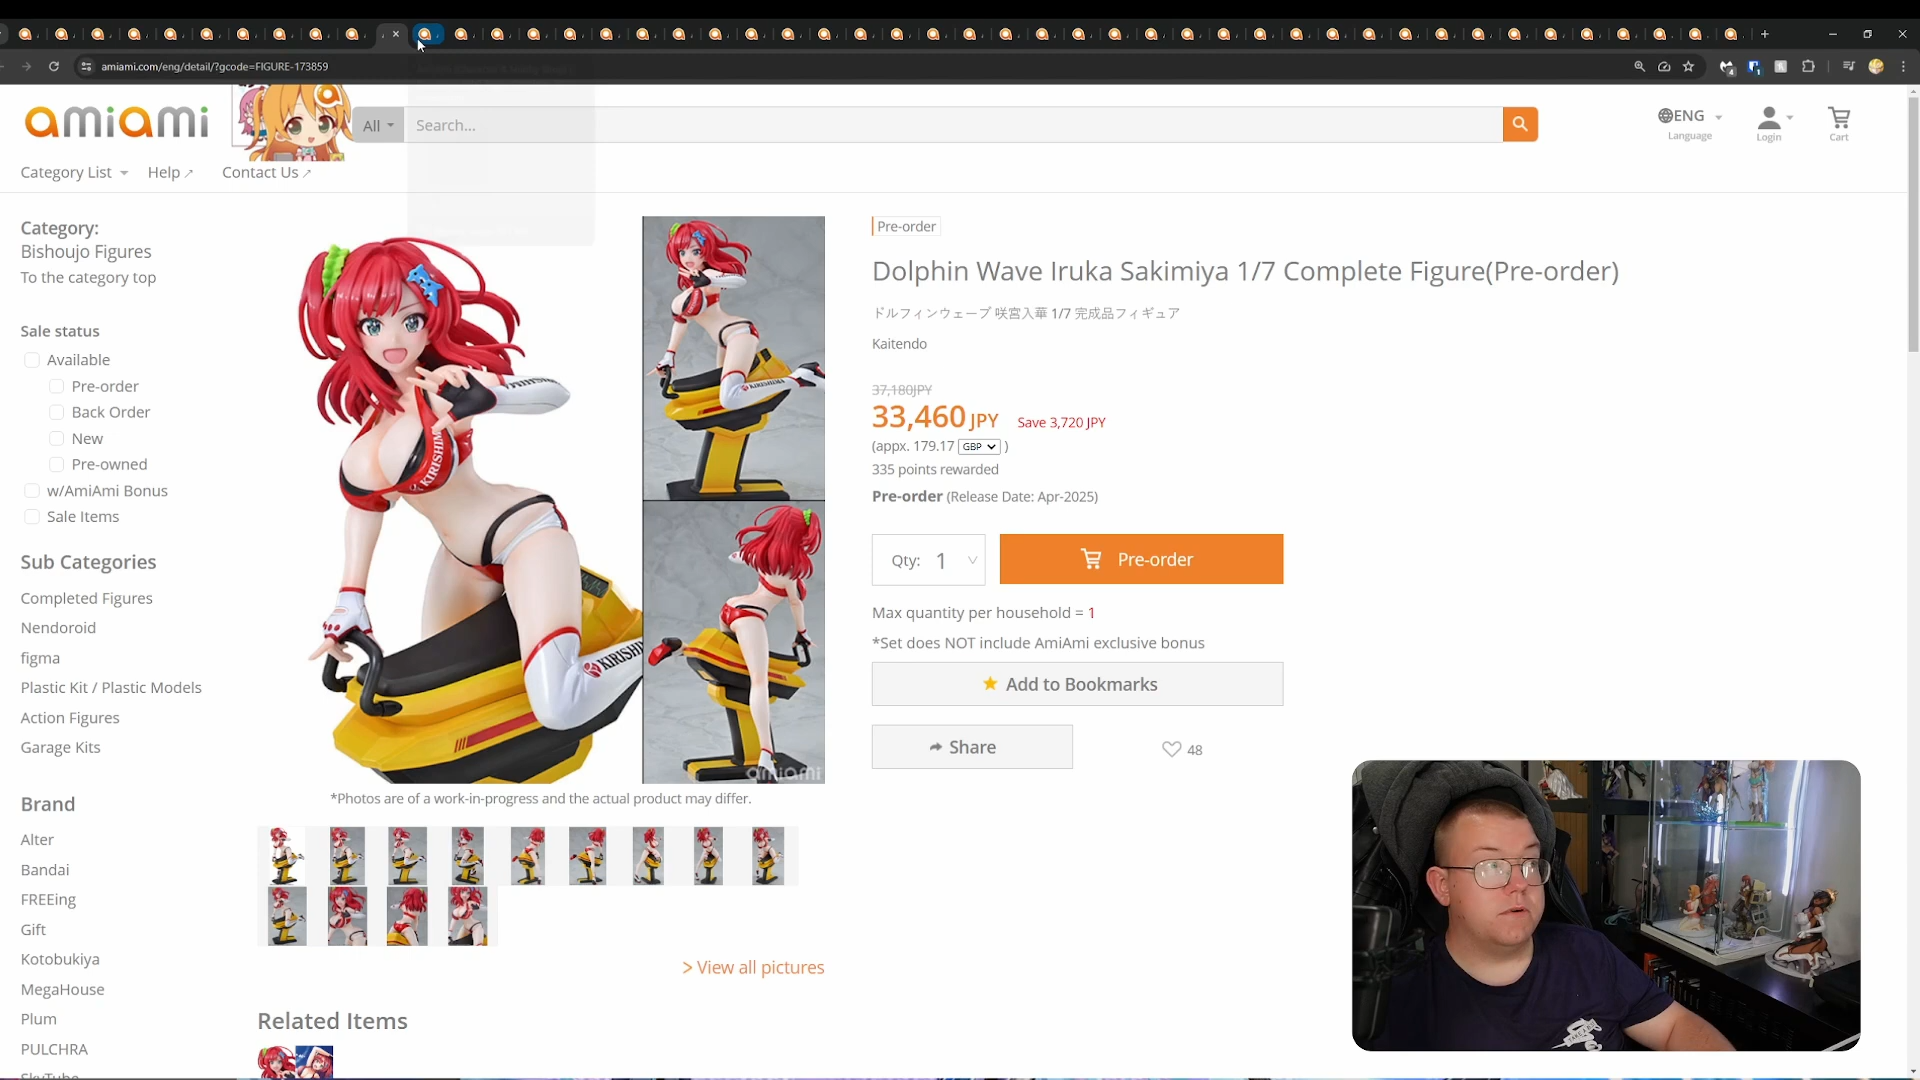 amiami.com/eng/detail/?gcode=FIGURE-173859
amiami
All
Search...
ENG
Language
Login
Cart
Category List
Help
Contact Us
Category:
Bishoujo Figures
To the category top
Sale status
Available
Pre-order
Back Order
New
Pre-owned
w/AmiAmi Bonus
Sale Items
Sub Categories
Completed Figures
Nendoroid
figma
Plastic Kit / Plastic Models
Action Figures
Garage Kits
Brand
Alter
Bandai
FREEing
Gift
Kotobukiya
MegaHouse
Plum
PULCHRA
SkyTube
KIRISHIMA
KIRISHI
amiami
*Photos are of a work-in-progress and the actual product may differ.
> View all pictures
Related Items
Pre-order
Dolphin Wave Iruka Sakimiya 1/7 Complete Figure(Pre-order)
ドルフィンウェーブ 咲宮入華 1/7 完成品フィギュア
Kaitendo
37,180JPY
33,460 JPY Save 3,720 JPY
(appx. 179.17 GBP )
335 points rewarded
Pre-order (Release Date: Apr-2025)
Qty: 1
Pre-order
Max quantity per household = 1
*Set does NOT include AmiAmi exclusive bonus
Add to Bookmarks
Share
48